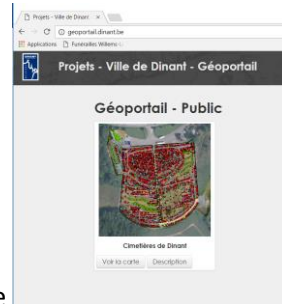 Projets - Ville de Dinant
geoportail.dinant.be
Applications Funérailles Willems
Projets - Ville de Dinant - Géoportail
Géoportail - Public
Cimetières de Dinant
Voir la carte Description
e